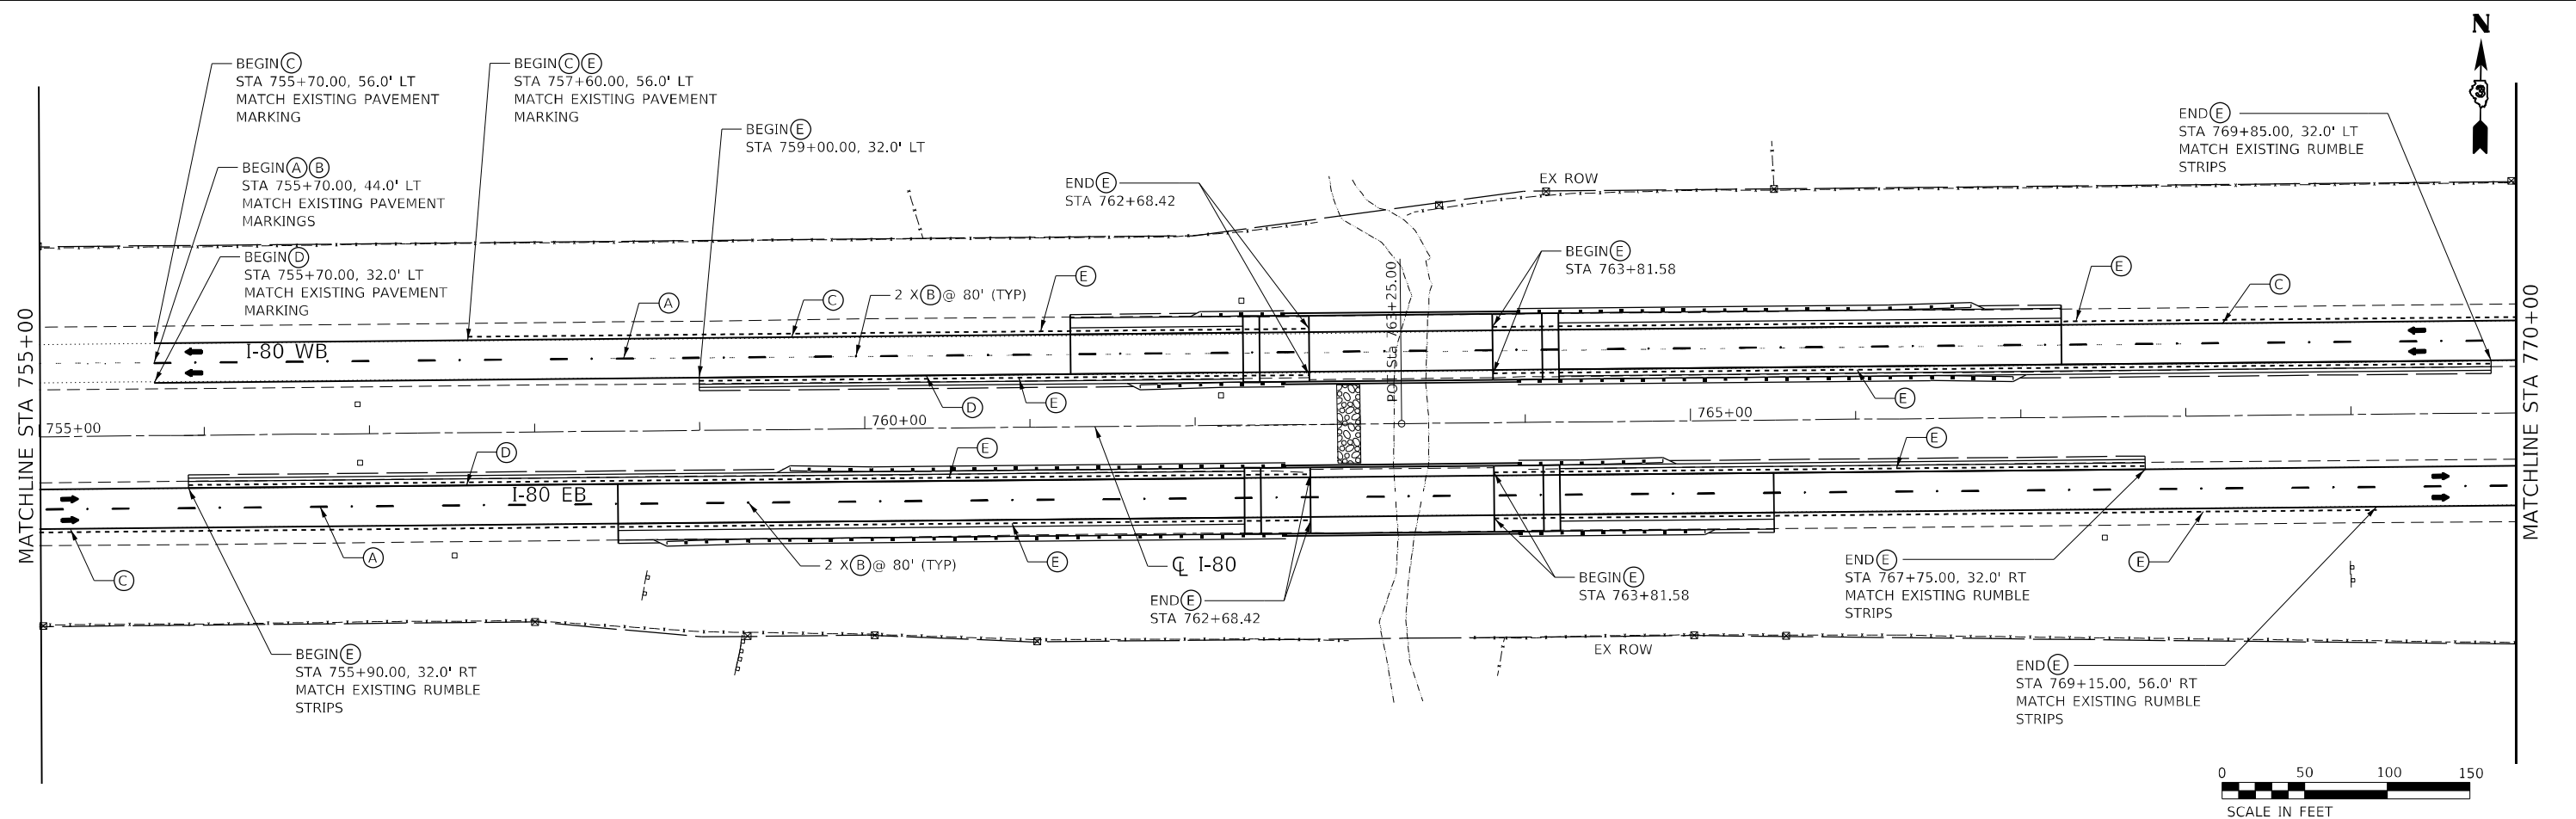 BEGIN C
STA 755+70.00, 56.0' LT
MATCH EXISTING PAVEMENT
MARKING
BEGIN C E
STA 757+60.00, 56.0' LT
MATCH EXISTING PAVEMENT
MARKING
BEGIN E
STA 759+00.00, 32.0' LT
BEGIN A B
STA 755+70.00, 44.0' LT
MATCH EXISTING PAVEMENT
MARKINGS
BEGIN D
STA 755+70.00, 32.0' LT
MATCH EXISTING PAVEMENT
MARKING
END E
STA 762+68.42
EX ROW
BEGIN E
STA 763+81.58
END E
STA 769+85.00, 32.0' LT
MATCH EXISTING RUMBLE
STRIPS
N
3
A
C
2 X B @ 80' (TYP)
E
E
C
I-80 WB
POT Sta 763+25.00
MATCHLINE STA 755+00
MATCHLINE STA 770+00
D
E
E
755+00
760+00
765+00
D
E
E
I-80 EB
C
A
2 X B @ 80' (TYP)
E
CL I-80
END E
STA 762+68.42
BEGIN E
STA 763+81.58
END E
STA 767+75.00, 32.0' RT
MATCH EXISTING RUMBLE
STRIPS
E
BEGIN E
STA 755+90.00, 32.0' RT
MATCH EXISTING RUMBLE
STRIPS
EX ROW
END E
STA 769+15.00, 56.0' RT
MATCH EXISTING RUMBLE
STRIPS
0 50 100 150
SCALE IN FEET